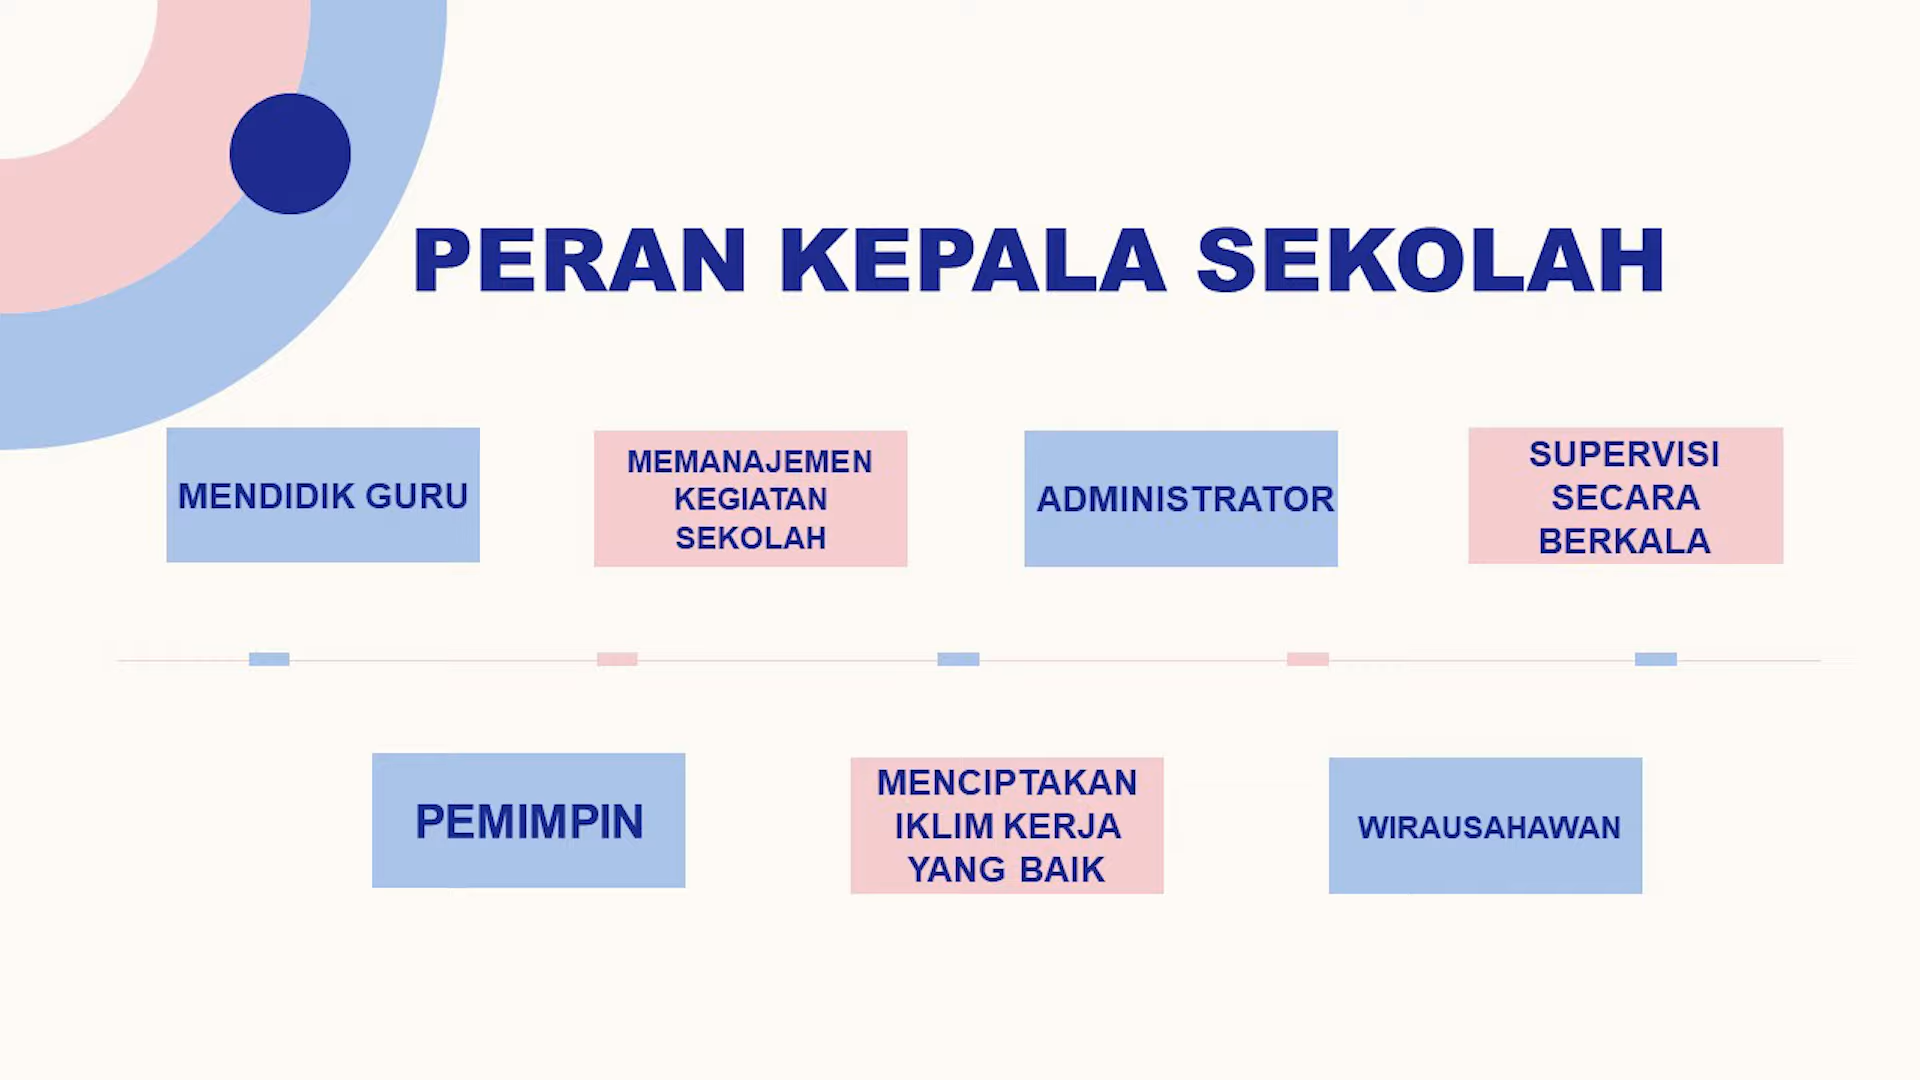 PERAN KEPALA SEKOLAH
MENDIDIK GURU
MEMANAJEMEN
KEGIATAN
SEKOLAH
ADMINISTRATOR
SUPERVISI
SECARA
BERKALA
PEMIMPIN
MENCIPTAKAN
IKLIM KERJA
YANG BAIK
WIRAUSAHAWAN